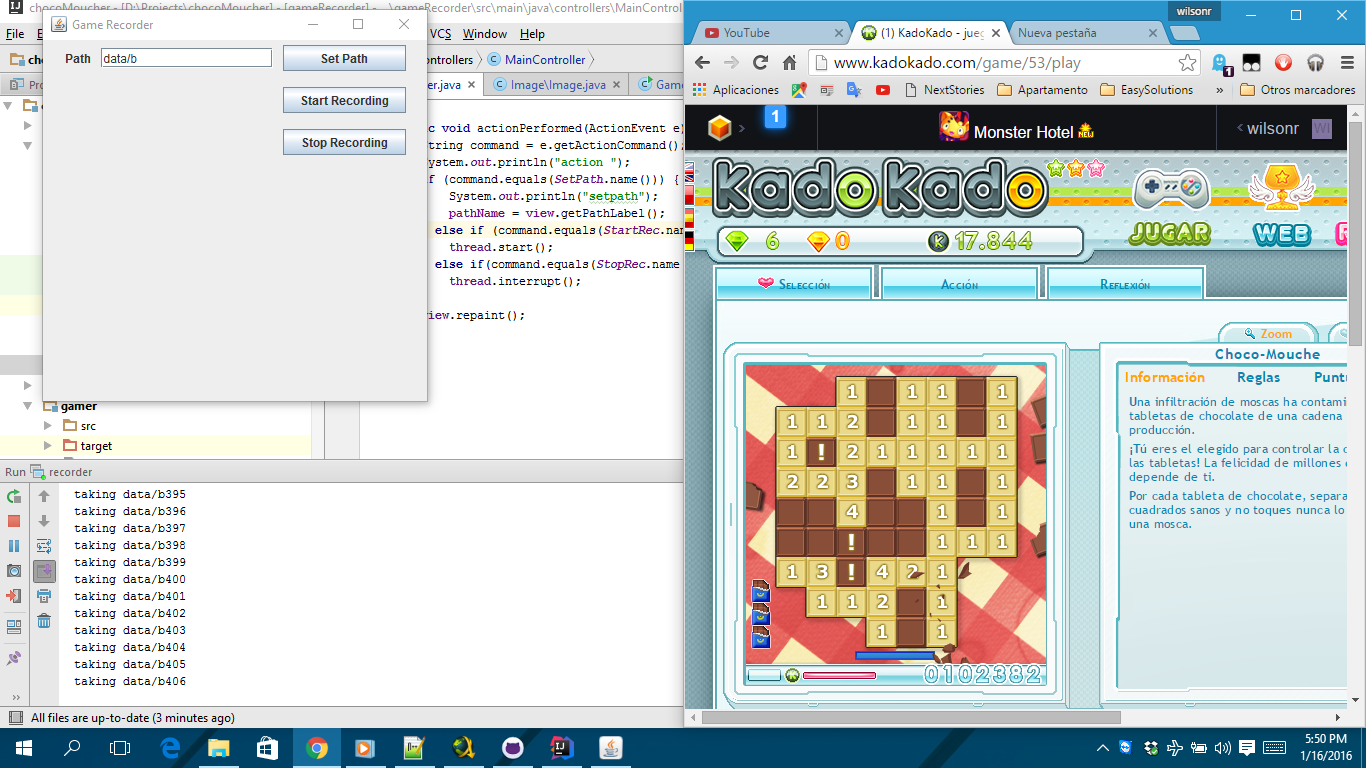 chocoMoucher - [D:\Projects\chocoMoucher] - [gameRecorder] - ...\gameRecorder\src\main\java\controllers\MainControl
File
VCS Window Help
MainController
Image\Image.java
Game Recorder
Path data/b Set Path
Start Recording
Stop Recording
void actionPerformed(ActionEvent e)
String command = e.getActionCommand();
System.out.println("action ");
if (command.equals(SetPath.name())) {
System.out.println("setpath");
pathName = view.getPathLabel();
else if (command.equals(StartRec.na
thread.start();
else if(command.equals(StopRec.name
thread.interrupt();
view.repaint();
gamer
src
target
Run recorder
taking data/b395
taking data/b396
taking data/b397
taking data/b398
taking data/b399
taking data/b400
taking data/b401
taking data/b402
taking data/b403
taking data/b404
taking data/b405
taking data/b406
All files are up-to-date (3 minutes ago)
wilsonr
YouTube
(1) KadoKado - jueg
Nueva pestaña
www.kadokado.com/game/53/play
1
Aplicaciones
NextStories
Apartamento
EasySolutions
»
Otros marcadores
1
Monster Hotel NEW
wilsonr WI
KadoKado
6 0 K 17.844
JUGAR WEB
Selección Acción Reflexión
Zoom
Choco-Mouche
Información Reglas Puntu
Una infiltración de moscas ha contami
tabletas de chocolate de una cadena
producción.
¡Tú eres el elegido para controlar la c
las tabletas! La felicidad de millones
depende de ti.
Por cada tableta de chocolate, separa
cuadrados sanos y no toques nunca lo
una mosca.
1 1 1 1
1 1 2 1 1 1
1 ! 2 1 1 1 1 1
2 2 3 1 1 1
4 1 1
! 1 1 1
1 3 ! 4 2 1
1 1 2 1
1 1
0102382
5:50 PM
1/16/2016